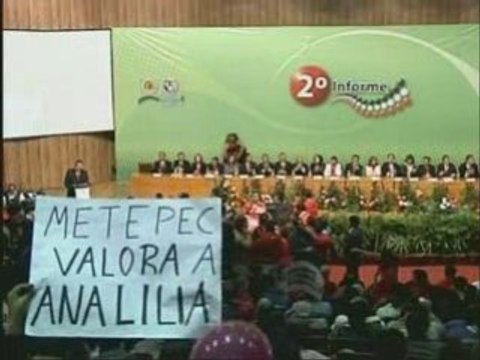 2º Informe
METEPEC
VALORA A
ANA LILIA